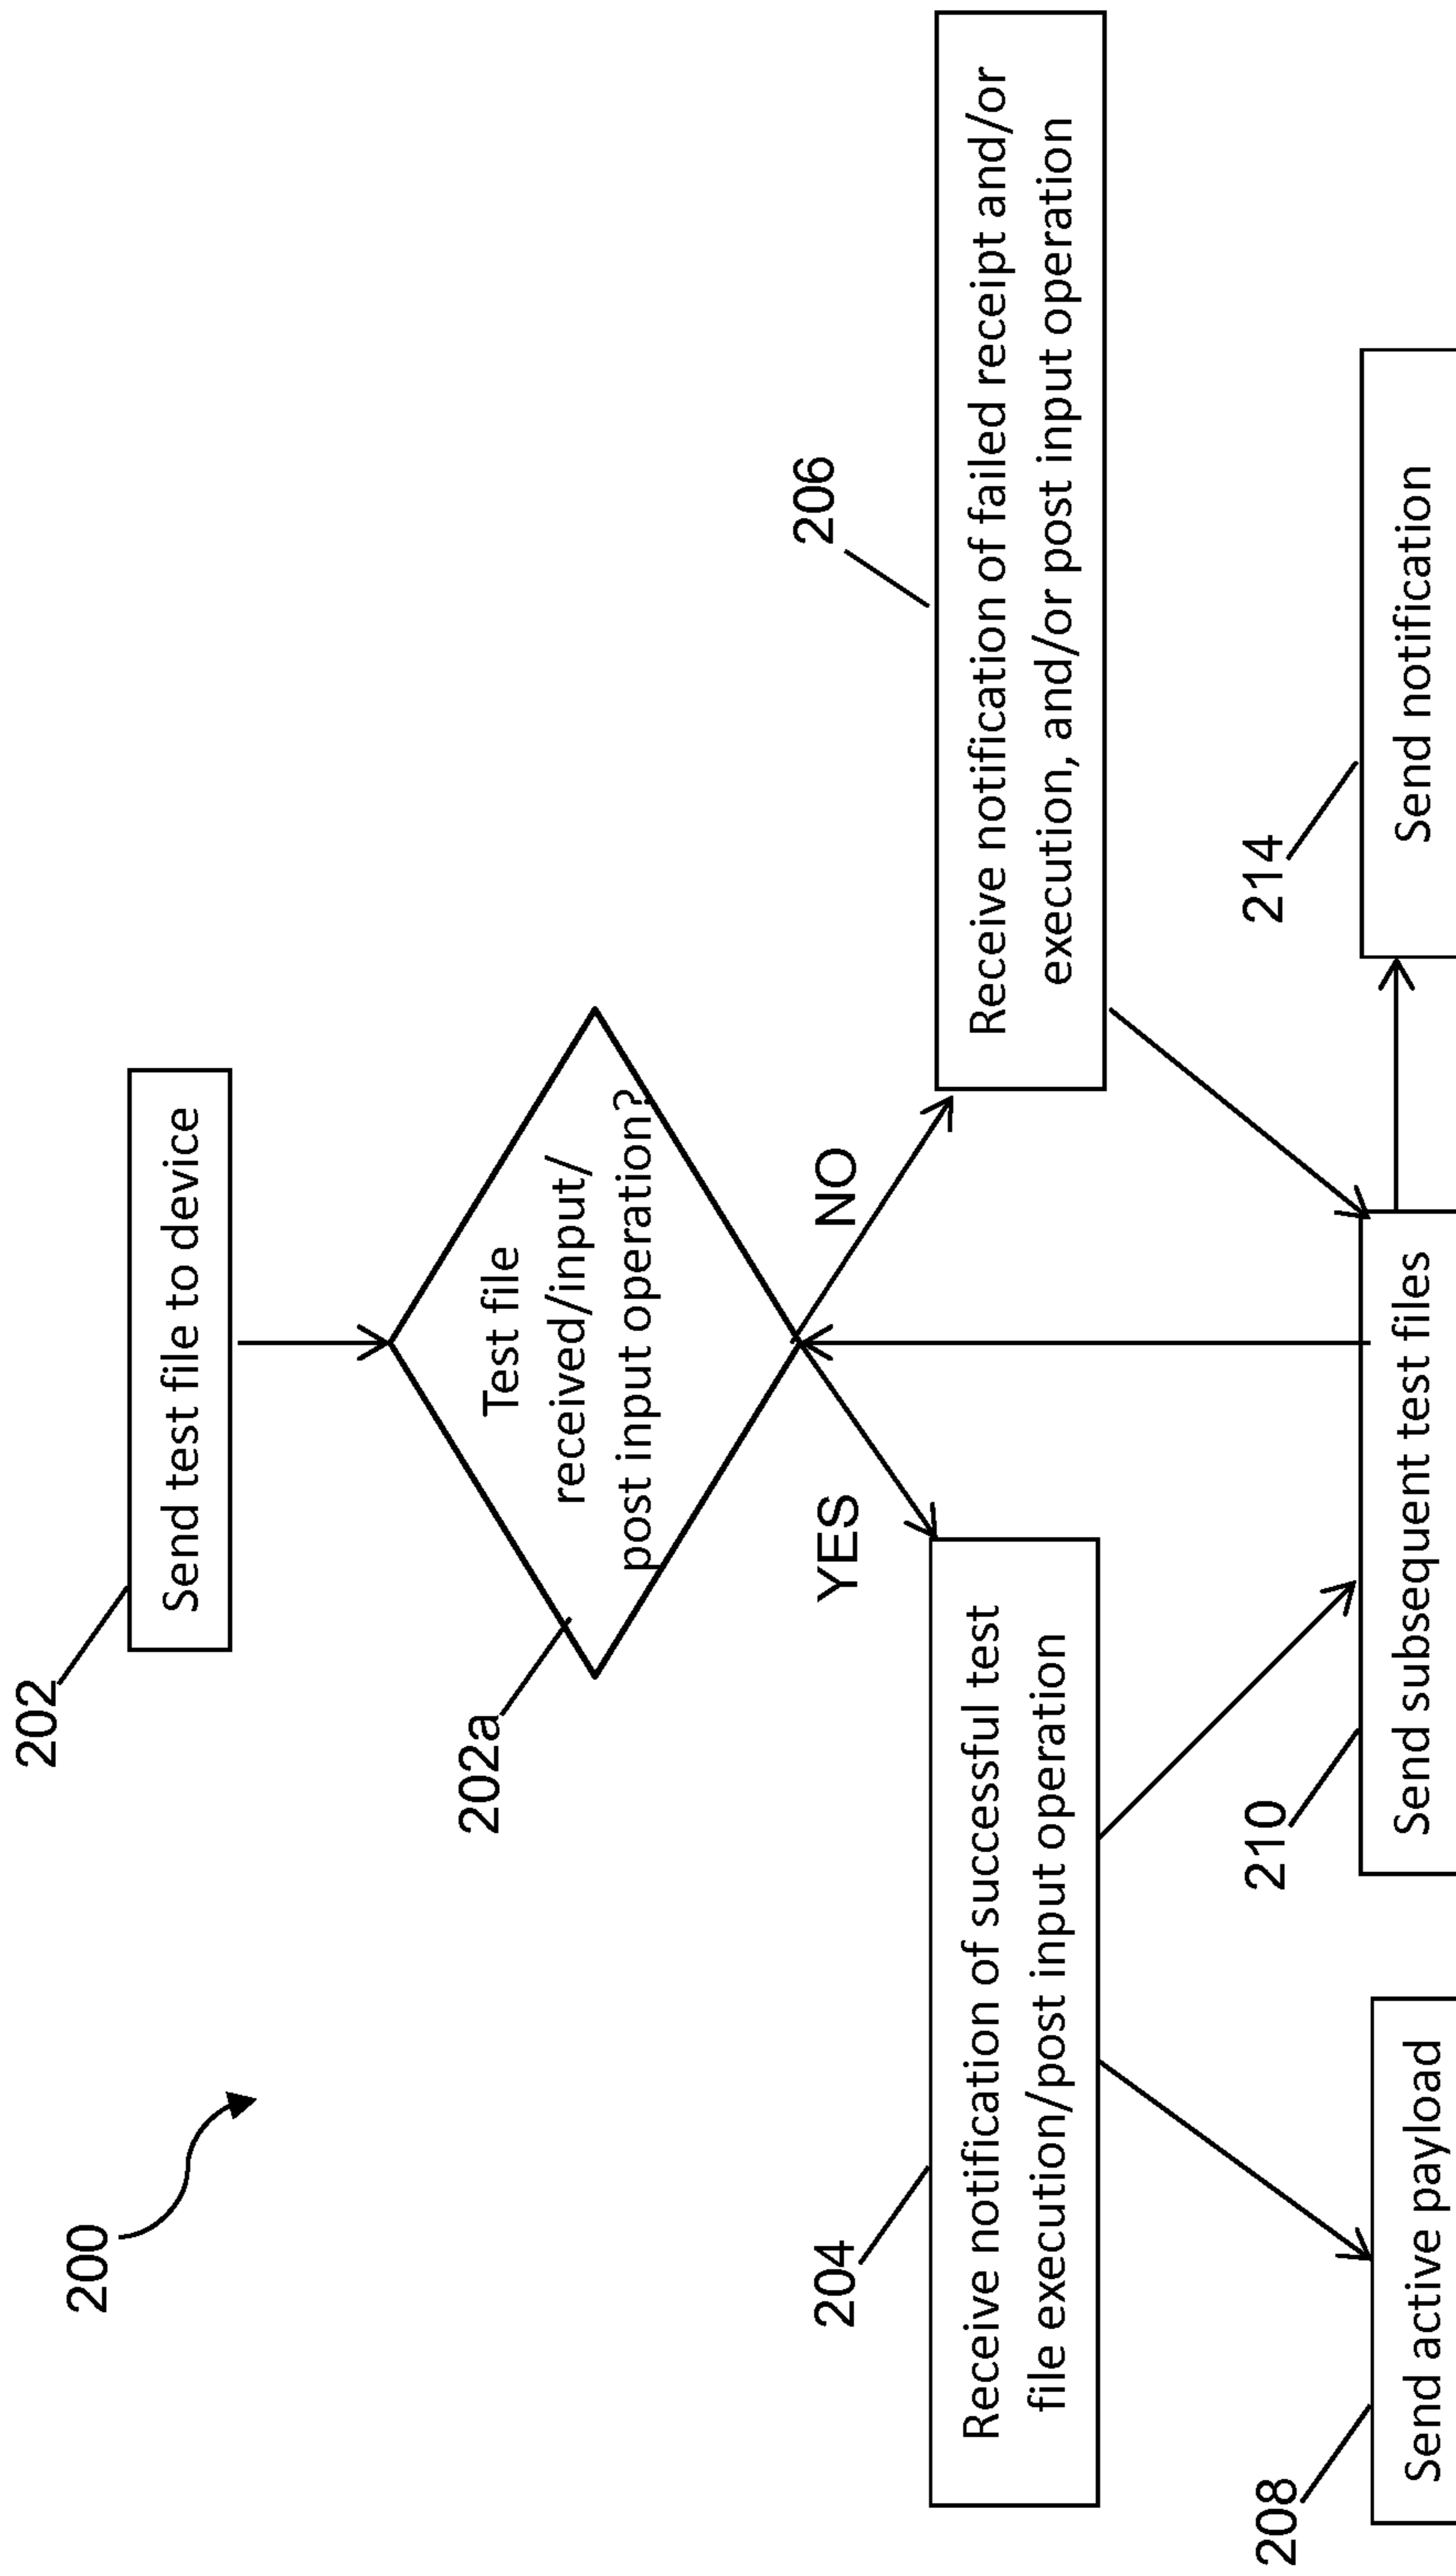 200
202
Send test file to device
202a
Test file
received/input/
post input operation?
YES
NO
204
Receive notification of successful test
file execution/post input operation
206
Receive notification of failed receipt and/or
execution, and/or post input operation
208
Send active payload
210
Send subsequent test files
214
Send notification